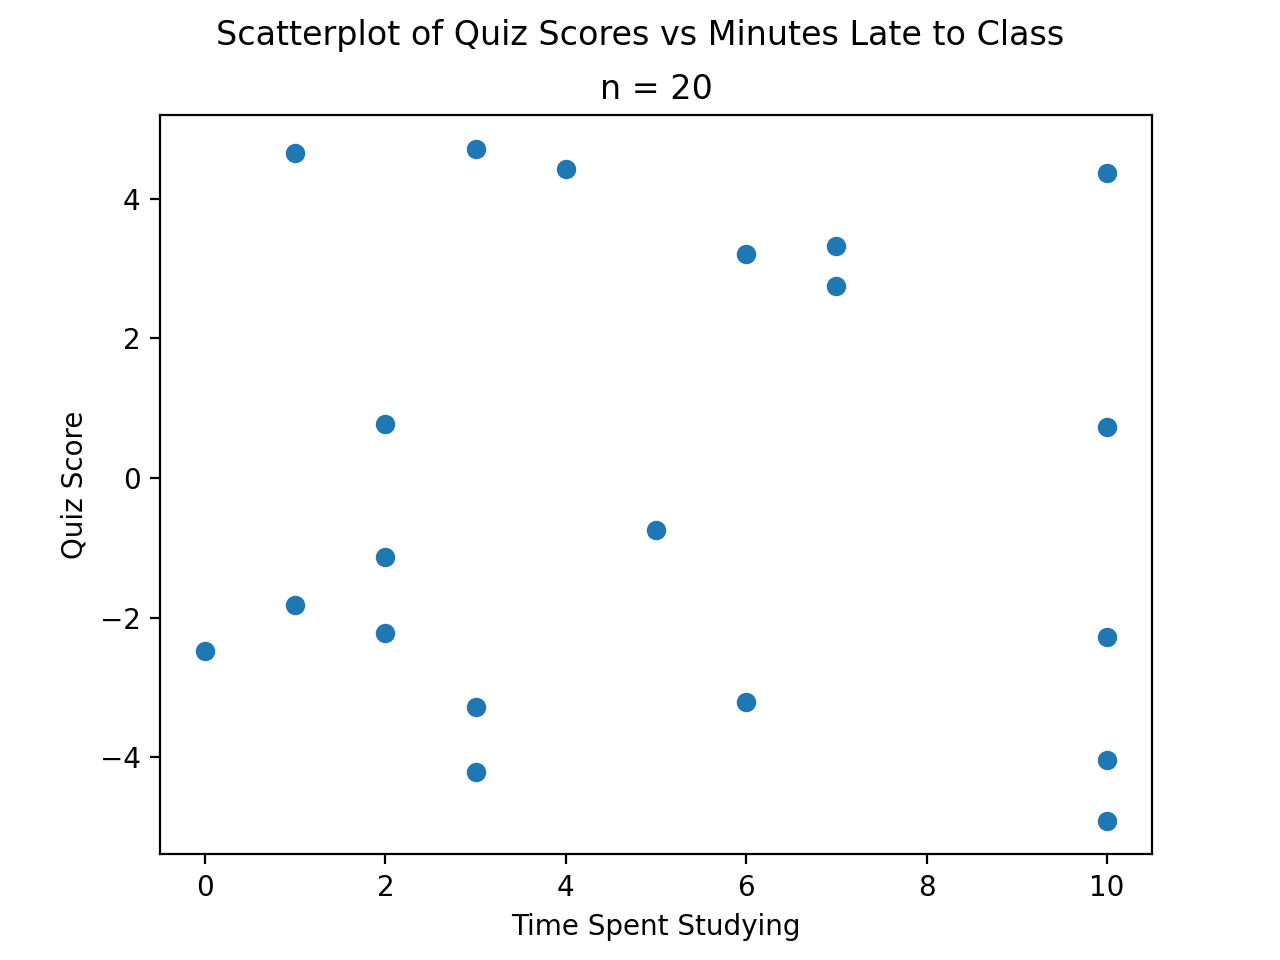 Scatterplot of Quiz Scores vs Minutes Late to Class
n = 20
Quiz Score
4
2
0
−2
−4
0 2 4 6 8 10
Time Spent Studying